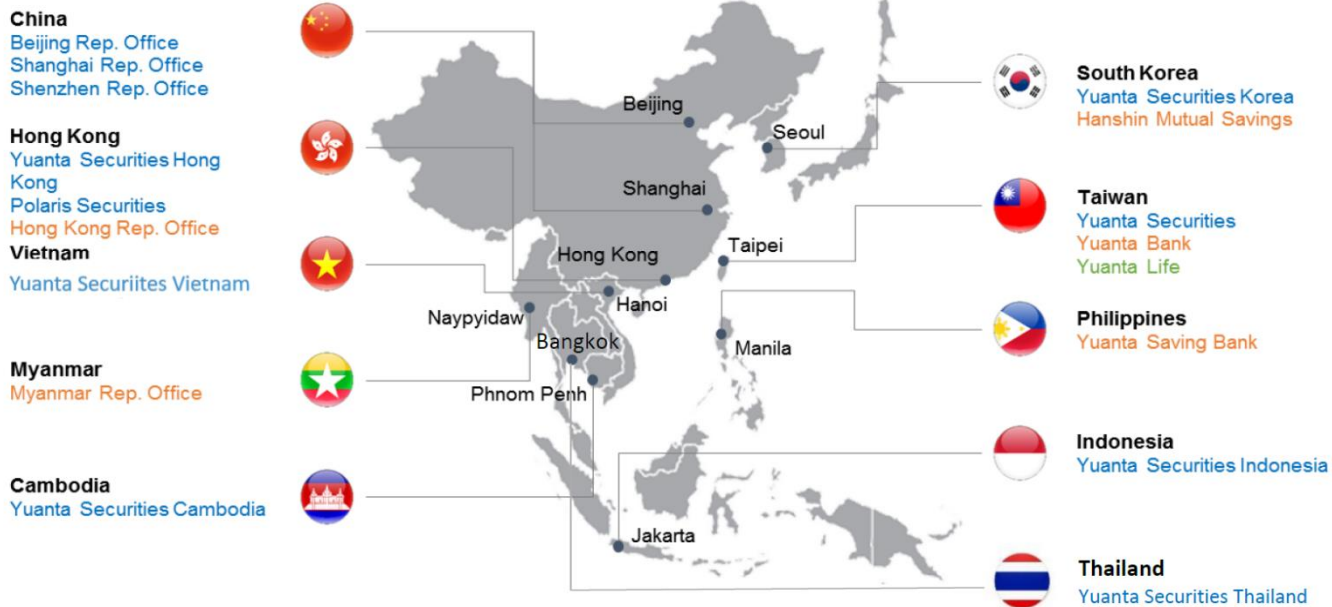 China
Beijing Rep. Office
Shanghai Rep. Office
Shenzhen Rep. Office
Hong Kong
Yuanta Securities Hong
Kong
Polaris Securities
Hong Kong Rep. Office
Vietnam
Yuanta Securiites Vietnam
Myanmar
Myanmar Rep. Office
Cambodia
Yuanta Securities Cambodia
Beijing
Seoul
Shanghai
Taipei
Hong Kong
Hanoi
Naypyidaw
Bangkok
Manila
Phnom Penh
Jakarta
South Korea
Yuanta Securities Korea
Hanshin Mutual Savings
Taiwan
Yuanta Securities
Yuanta Bank
Yuanta Life
Philippines
Yuanta Saving Bank
Indonesia
Yuanta Securities Indonesia
Thailand
Yuanta Securities Thailand